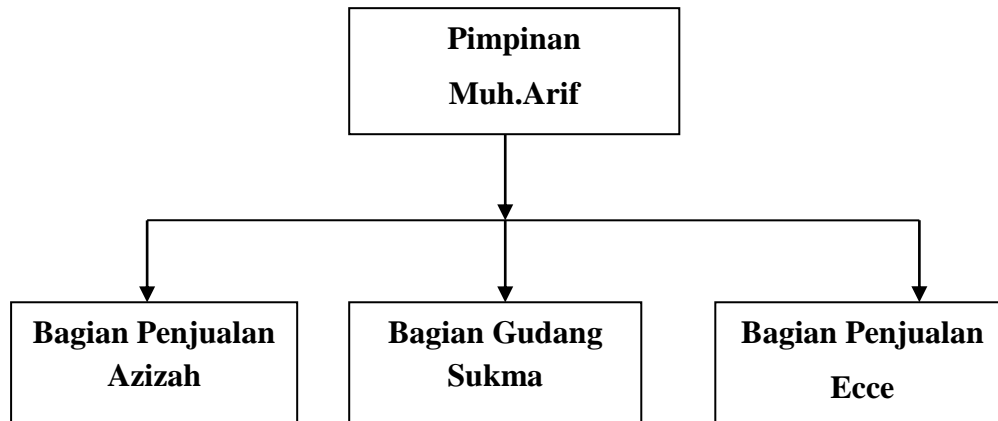 Pimpinan
Muh.Arif
Bagian Penjualan
Azizah
Bagian Gudang
Sukma
Bagian Penjualan
Ecce